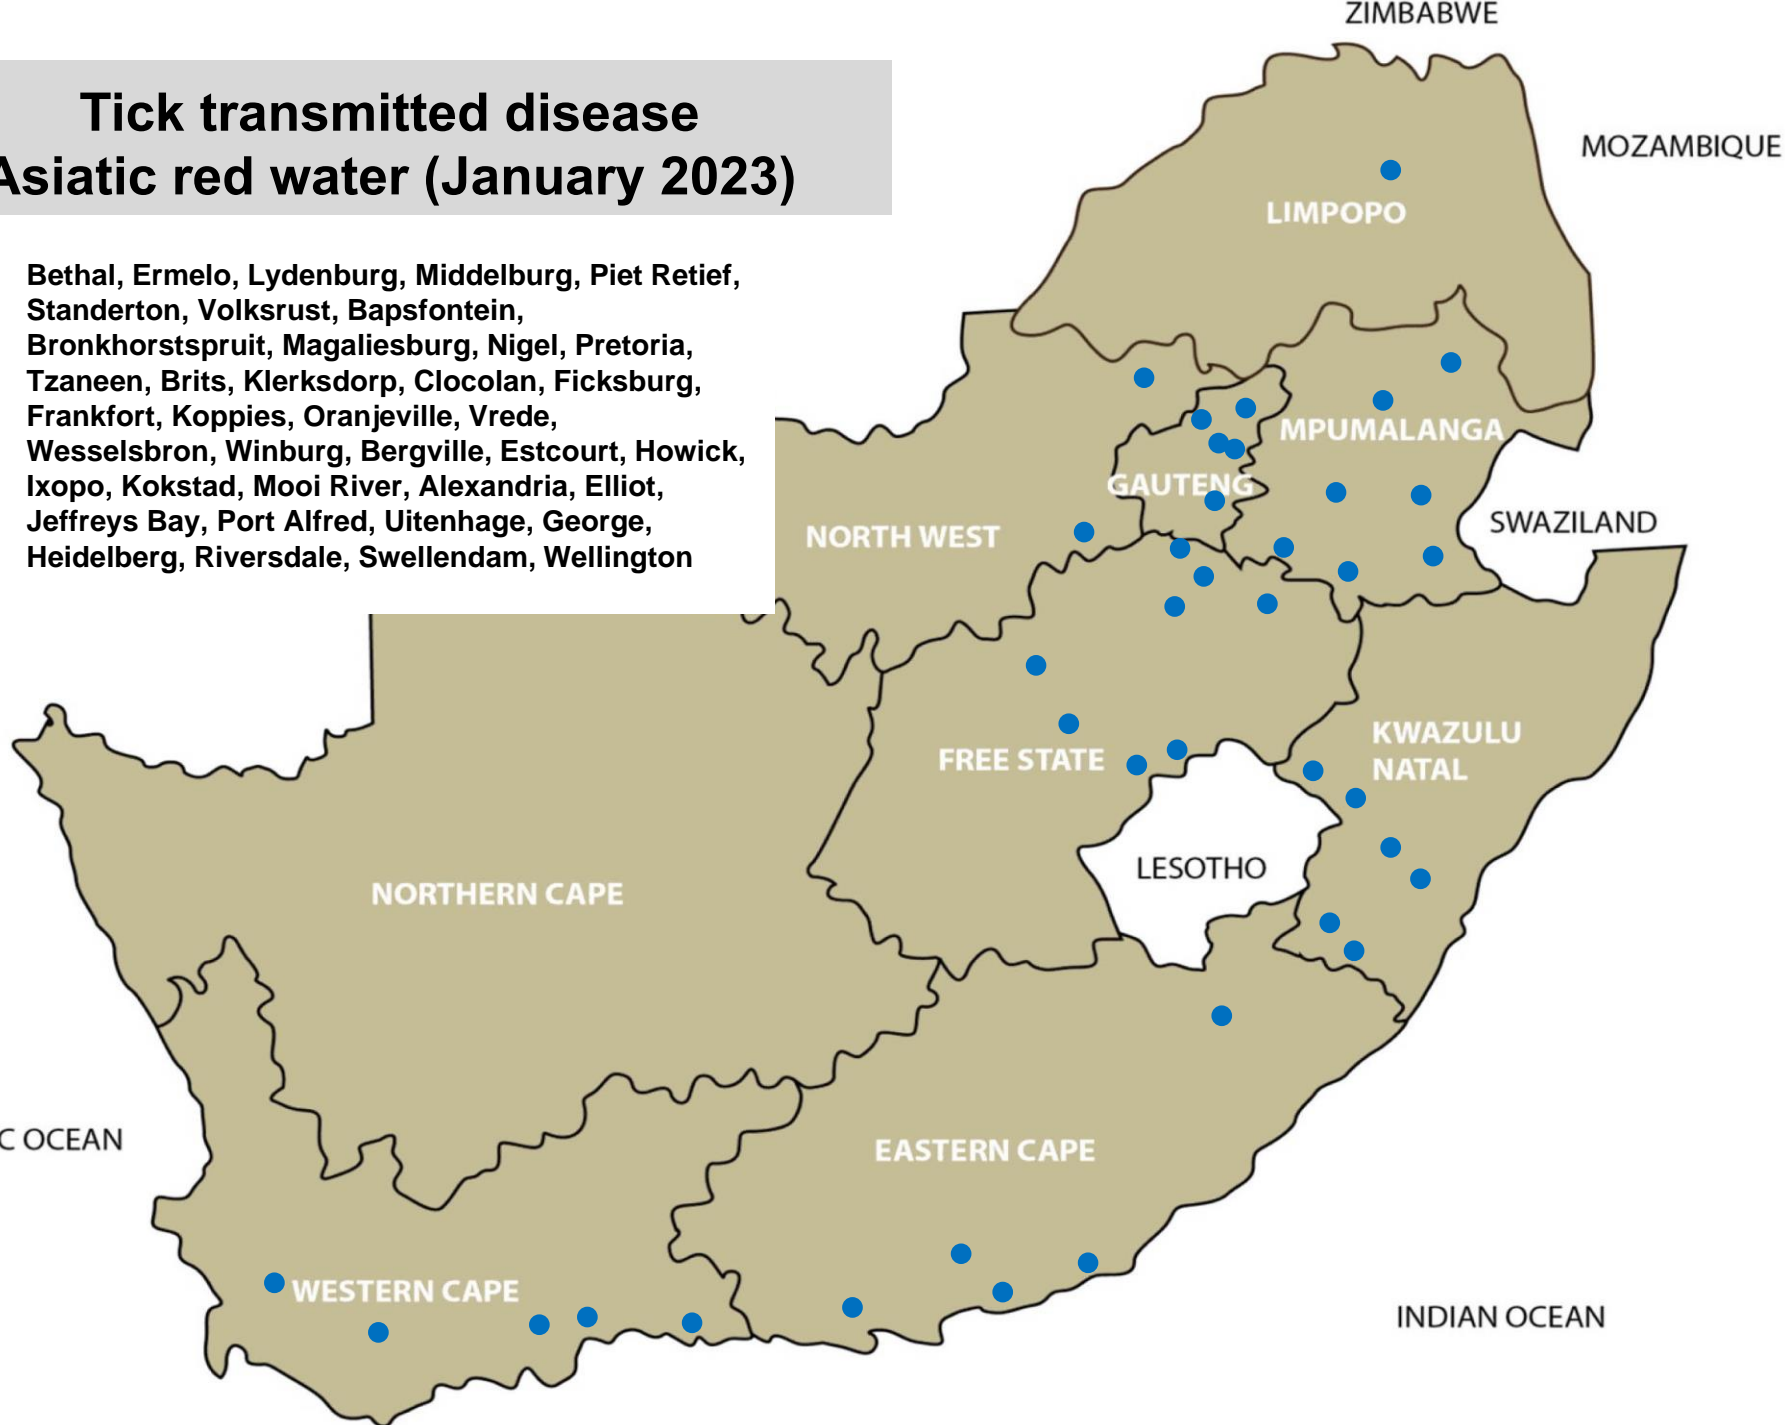 ZIMBABWE
Tick transmitted disease
Asiatic red water (January 2023)
MOZAMBIQUE
LIMPOPO
Bethal, Ermelo, Lydenburg, Middelburg, Piet Retief,
Standerton, Volksrust, Bapsfontein,
Bronkhorstspruit, Magaliesburg, Nigel, Pretoria,
Tzaneen, Brits, Klerksdorp, Clocolan, Ficksburg,
Frankfort, Koppies, Oranjeville, Vrede,
Wesselsbron, Winburg, Bergville, Estcourt, Howick,
Ixopo, Kokstad, Mooi River, Alexandria, Elliot,
Jeffreys Bay, Port Alfred, Uitenhage, George,
Heidelberg, Riversdale, Swellendam, Wellington
MPUMALANGA
GAUTENG
NORTH WEST
SWAZILAND
KWAZULU
NATAL
FREE STATE
LESOTHO
NORTHERN CAPE
C OCEAN
EASTERN CAPE
WESTERN CAPE
INDIAN OCEAN